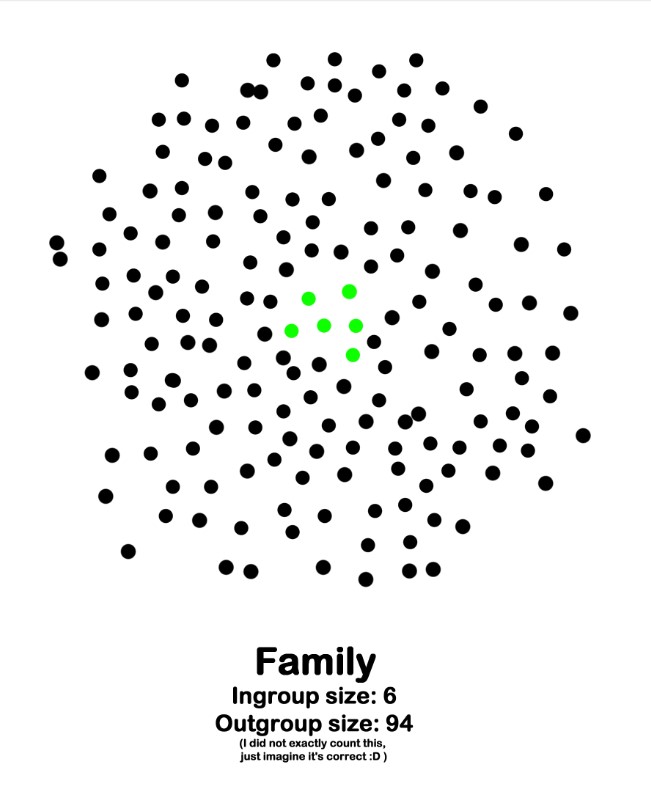 Family
Ingroup size: 6
Outgroup size: 94
(I did not exactly count this,
just imagine it's correct :D )